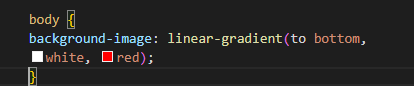 body {
background-image: linear-gradient(to bottom,
white, red);
}